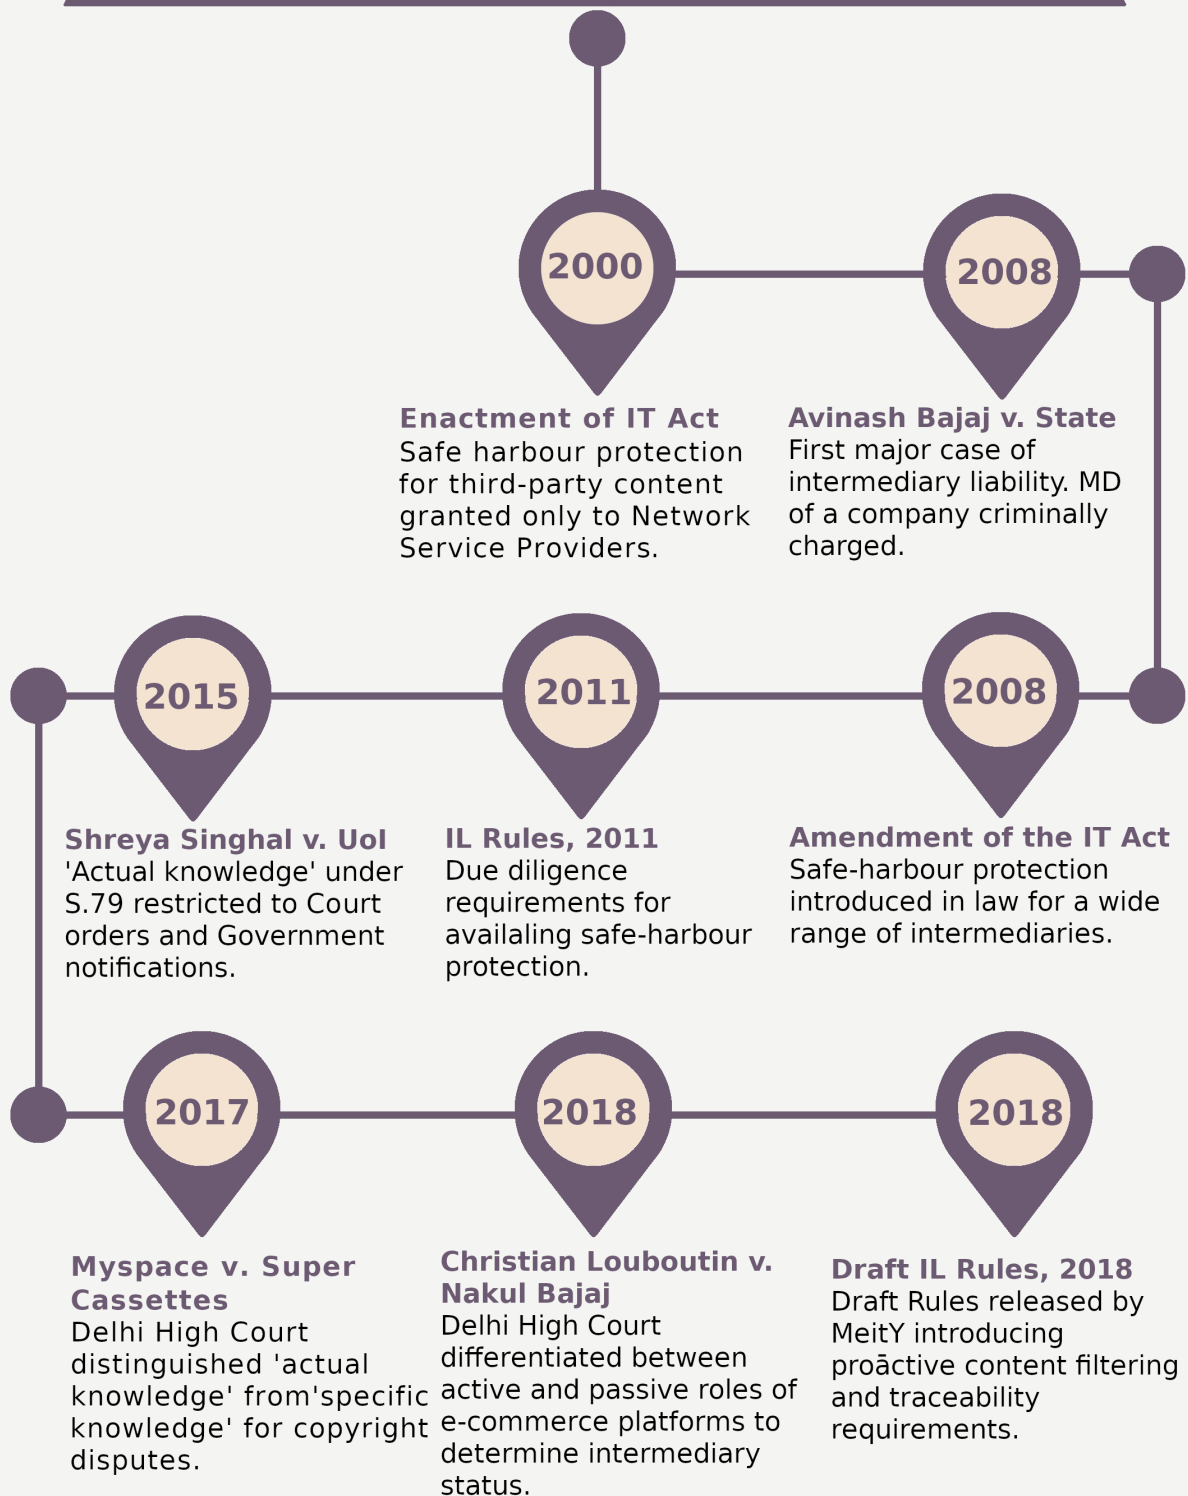 2000
Enactment of IT Act
Safe harbour protection
for third-party content
granted only to Network
Service Providers.
2008
Avinash Bajaj v. State
First major case of
intermediary liability. MD
of a company criminally
charged.
2008
Amendment of the IT Act
Safe-harbour protection
introduced in law for a wide
range of intermediaries.
2011
IL Rules, 2011
Due diligence
requirements for
availaling safe-harbour
protection.
2015
Shreya Singhal v. UoI
'Actual knowledge' under
S.79 restricted to Court
orders and Government
notifications.
2017
Myspace v. Super
Cassettes
Delhi High Court
distinguished 'actual
knowledge' from'specific
knowledge' for copyright
disputes.
2018
Christian Louboutin v.
Nakul Bajaj
Delhi High Court
differentiated between
active and passive roles of
e-commerce platforms to
determine intermediary
status.
2018
Draft IL Rules, 2018
Draft Rules released by
MeitY introducing
proāctive content filtering
and traceability
requirements.